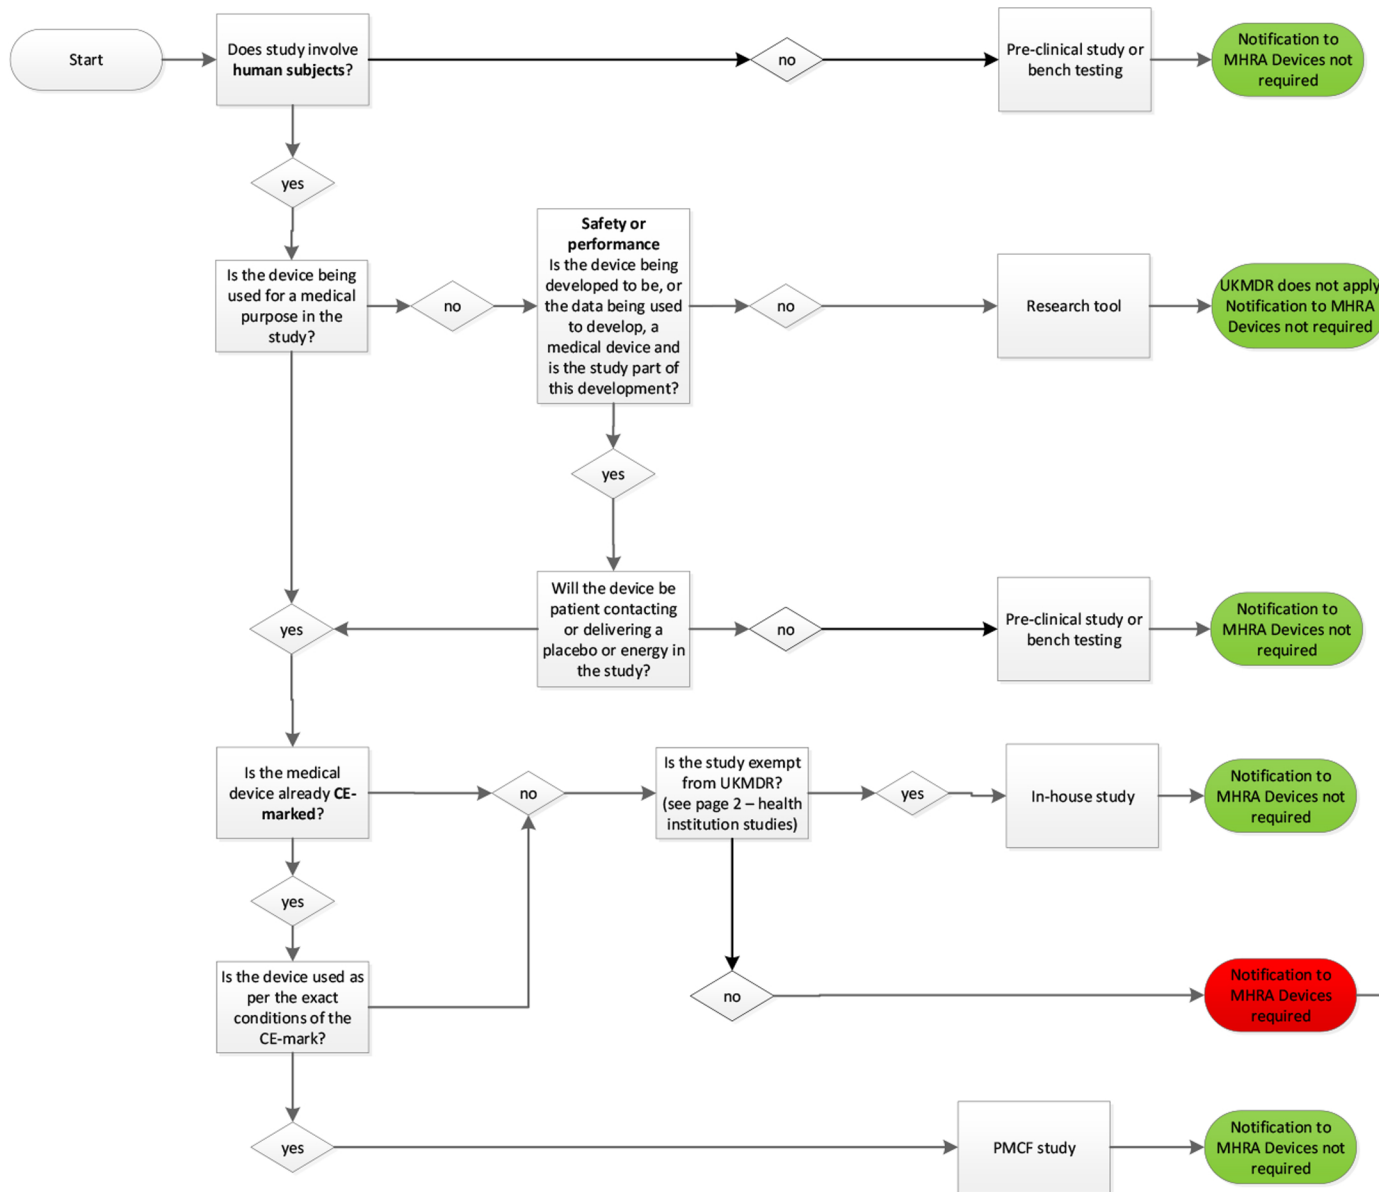 Start
Does study involve
human subjects?
no
Pre-clinical study or
bench testing
Notification to
MHRA Devices not
required
yes
Is the device being
used for a medical
purpose in the
study?
no
Safety or
performance
Is the device being
developed to be, or
the data being used
to develop, a
medical device and
is the study part of
this development?
no
Research tool
UKMDR does not apply
Notification to MHRA
Devices not required
yes
yes
Will the device be
patient contacting
or delivering a
placebo or energy in
the study?
no
Pre-clinical study or
bench testing
Notification to
MHRA Devices not
required
Is the medical
device already CE-
marked?
no
Is the study exempt
from UKMDR?
(see page 2 – health
institution studies)
yes
In-house study
Notification to
MHRA Devices not
required
yes
Is the device used as
per the exact
conditions of the
CE-mark?
no
Notification to
MHRA Devices
required
yes
PMCF study
Notification to
MHRA Devices not
required